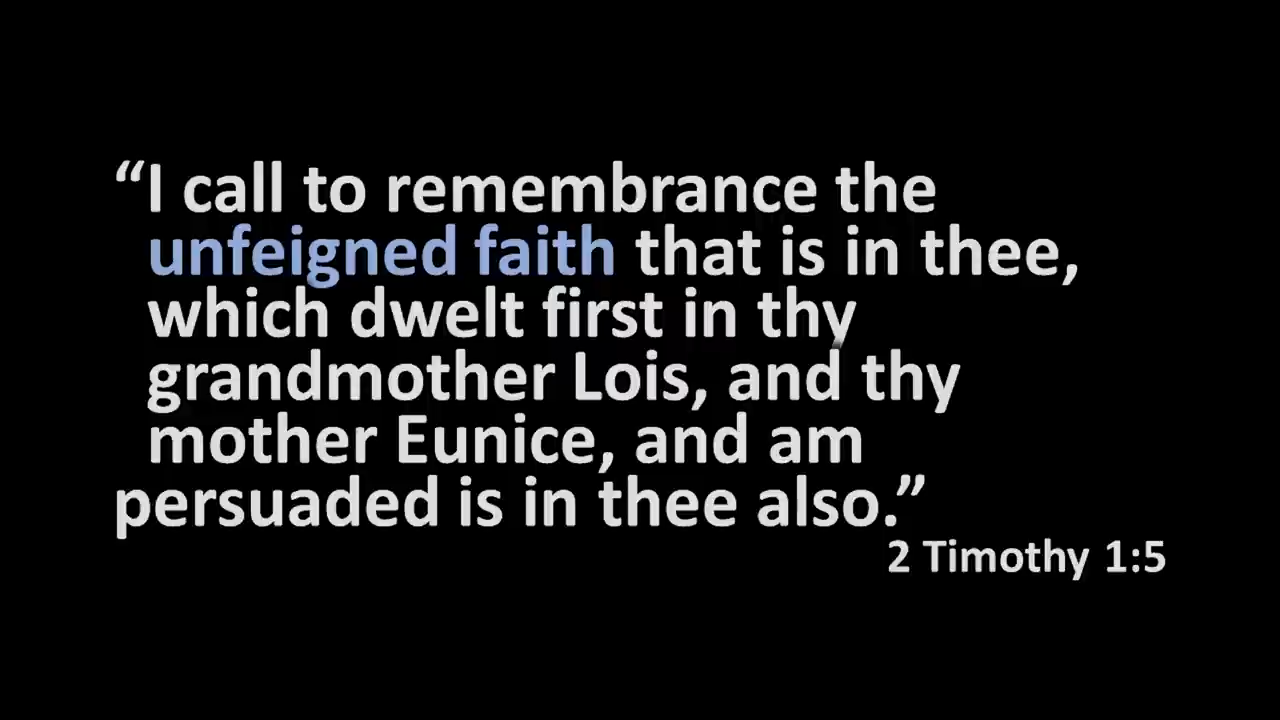 “I call to remembrance the
unfeigned faith that is in thee,
which dwelt first in thy
grandmother Lois, and thy
mother Eunice, and am
persuaded is in thee also.”
2 Timothy 1:5